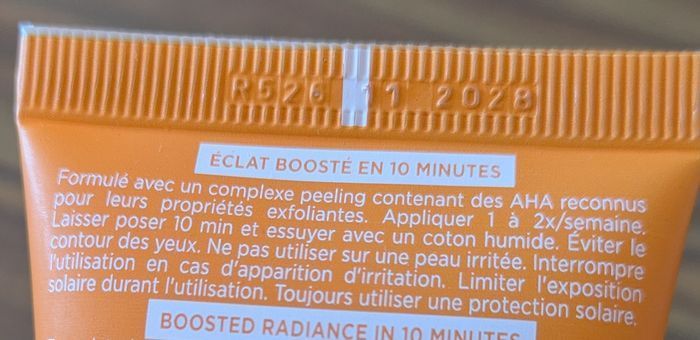 R526 11 2028
ÉCLAT BOOSTÉ EN 10 MINUTES
Formulé avec un complexe peeling contenant des AHA reconnus
pour leurs propriétés exfoliantes. Appliquer 1 à 2x/semaine.
Laisser poser 10 min et essuyer avec un coton humide. Éviter le
contour des yeux. Ne pas utiliser sur une peau irritée. Interrompre
l'utilisation en cas d'apparition d'irritation. Limiter l'exposition
solaire durant l'utilisation. Toujours utiliser une protection solaire.
BOOSTED RADIANCE IN 10 MINUTES